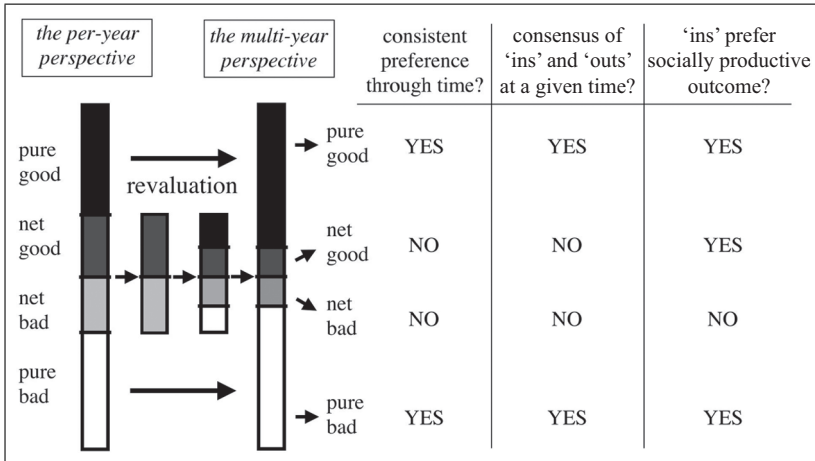 the per-year
perspective
the multi-year
perspective
consistent
preference
through time?
consensus of
‘ins’ and ‘outs’
at a given time?
‘ins’ prefer
socially productive
outcome?
pure
good
revaluation
pure
good
YES
YES
YES
net
good
net
good
NO
NO
YES
net
bad
net
bad
NO
NO
NO
pure
bad
pure
bad
YES
YES
YES